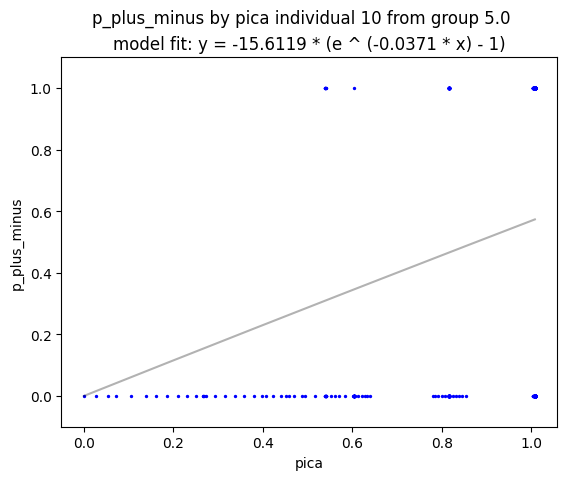 p_plus_minus by pica individual 10 from group 5.0
model fit: y = -15.6119 * (e ^ (-0.0371 * x) - 1)
1.0
0.8
0.6
0.4
0.2
0.0
p_plus_minus
0.0 0.2 0.4 0.6 0.8 1.0
pica